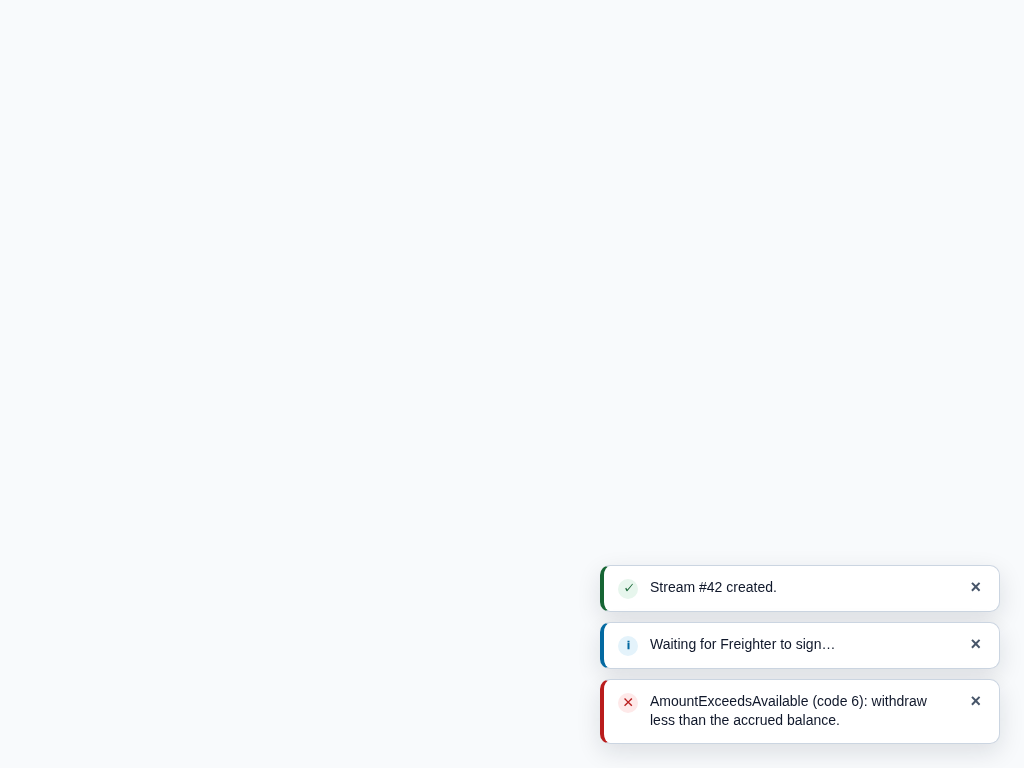 Stream #42 created.
Waiting for Freighter to sign…
AmountExceedsAvailable (code 6): withdraw
less than the accrued balance.